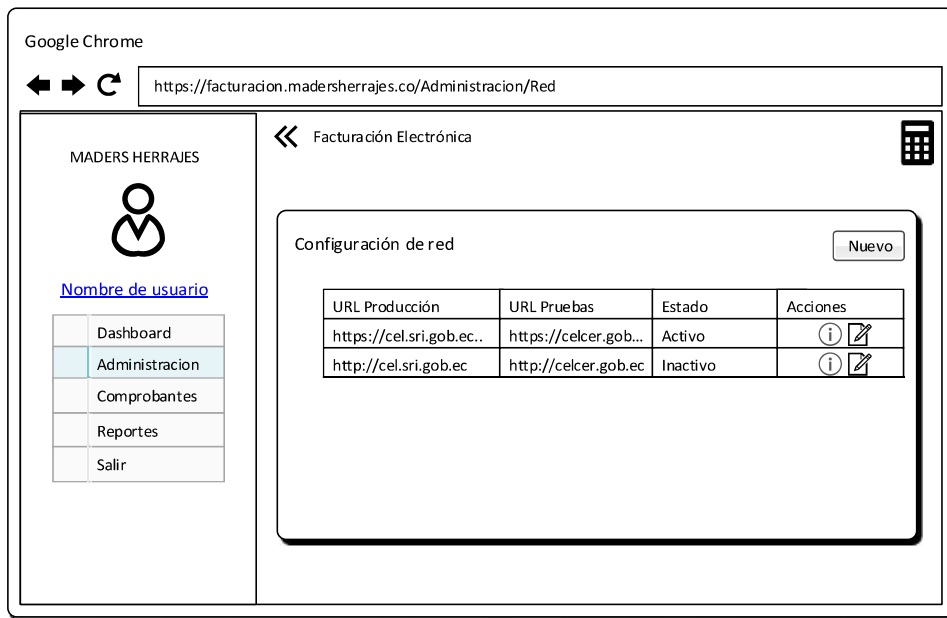 Google Chrome
https://facturacion.madersherrajes.co/Administracion/Red
MADERS HERRAJES
Nombre de usuario
Dashboard
Administracion
Comprobantes
Reportes
Salir
Facturación Electrónica
Configuración de red
Nuevo
URL Producción URL Pruebas Estado Acciones
https://cel.sri.gob.ec.. https://celcer.gob... Activo
http://cel.sri.gob.ec http://celcer.gob.ec Inactivo